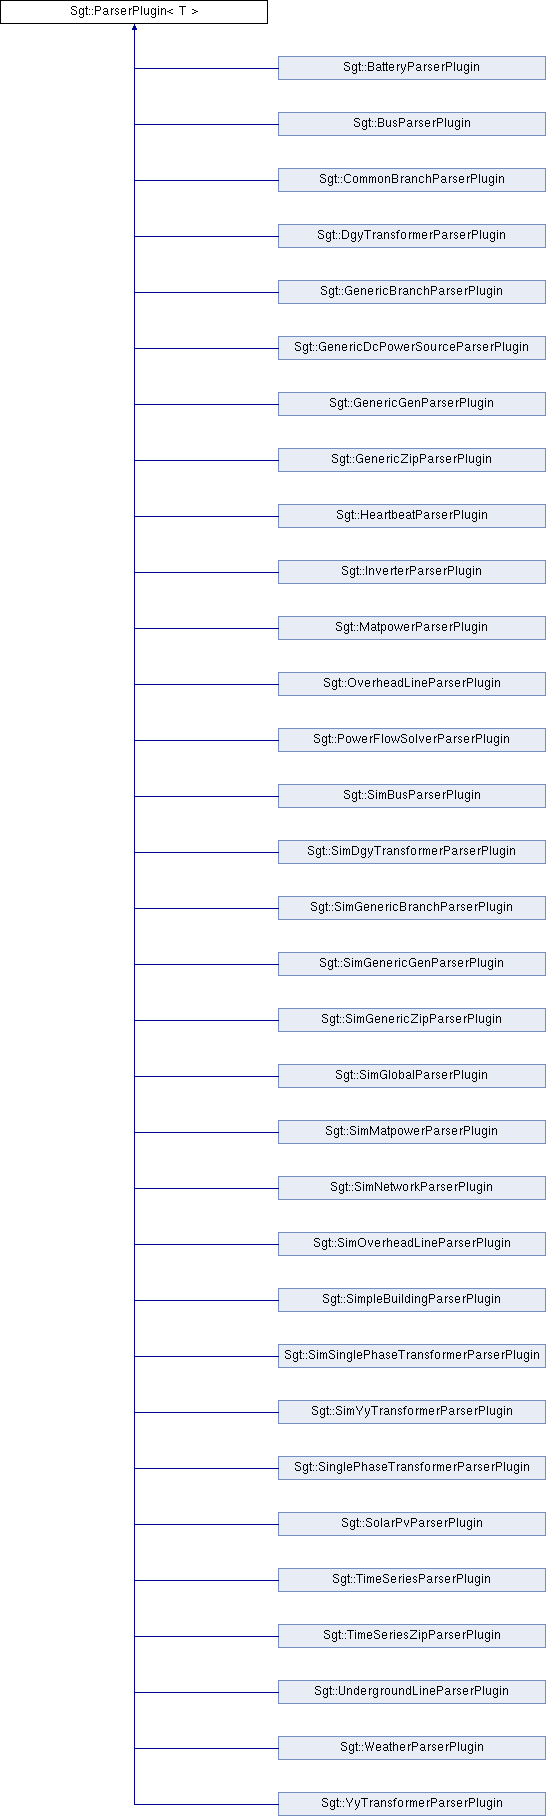 Sgt::ParserPlugin< T >
Sgt::BatteryParserPlugin
Sgt::BusParserPlugin
Sgt::CommonBranchParserPlugin
Sgt::DgyTransformerParserPlugin
Sgt::GenericBranchParserPlugin
Sgt::GenericDcPowerSourceParserPlugin
Sgt::GenericGenParserPlugin
Sgt::GenericZipParserPlugin
Sgt::HeartbeatParserPlugin
Sgt::InverterParserPlugin
Sgt::MatpowerParserPlugin
Sgt::OverheadLineParserPlugin
Sgt::PowerFlowSolverParserPlugin
Sgt::SimBusParserPlugin
Sgt::SimDgyTransformerParserPlugin
Sgt::SimGenericBranchParserPlugin
Sgt::SimGenericGenParserPlugin
Sgt::SimGenericZipParserPlugin
Sgt::SimGlobalParserPlugin
Sgt::SimMatpowerParserPlugin
Sgt::SimNetworkParserPlugin
Sgt::SimOverheadLineParserPlugin
Sgt::SimpleBuildingParserPlugin
Sgt::SimSinglePhaseTransformerParserPlugin
Sgt::SimYyTransformerParserPlugin
Sgt::SinglePhaseTransformerParserPlugin
Sgt::SolarPvParserPlugin
Sgt::TimeSeriesParserPlugin
Sgt::TimeSeriesZipParserPlugin
Sgt::UndergroundLineParserPlugin
Sgt::WeatherParserPlugin
Sgt::YyTransformerParserPlugin